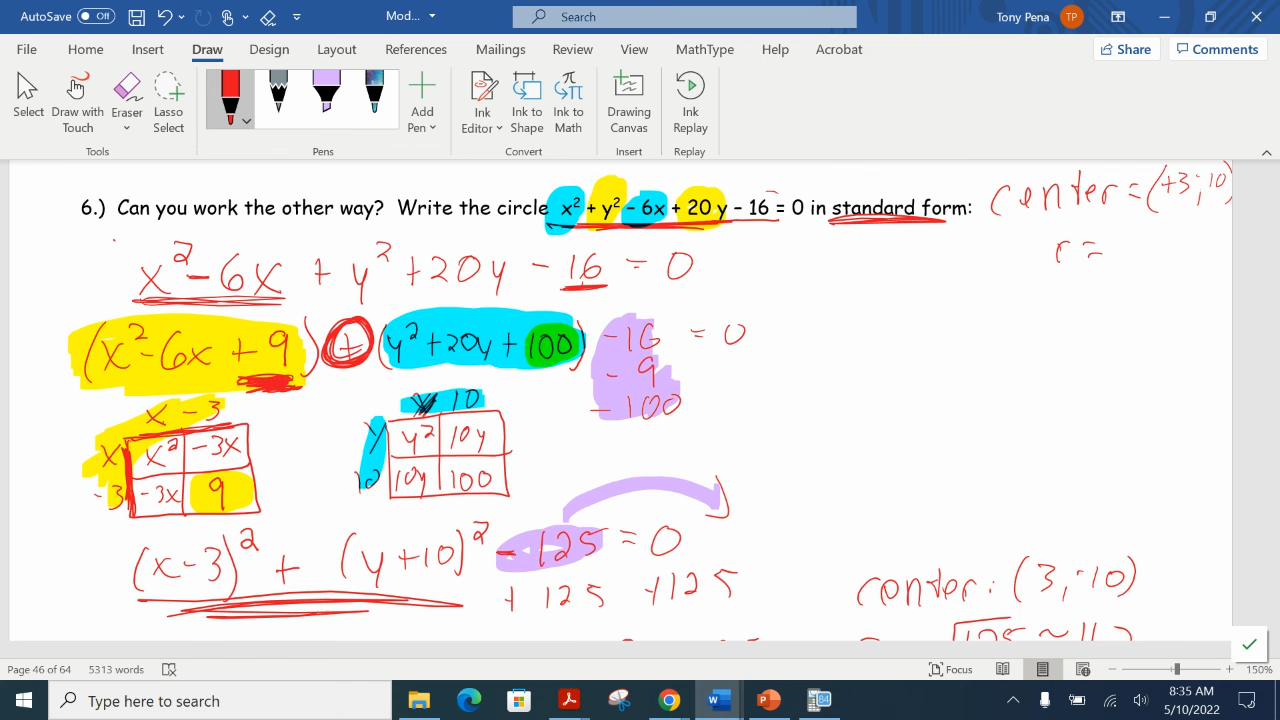 AutoSave Off Mod... Search Tony Pena TP
File Home Insert Draw Design Layout References Mailings Review View MathType Help Acrobat Share Comments
Select Draw with Touch Eraser Lasso Select Add Pen Ink Editor Ink to Shape Ink to Math Drawing Canvas Ink Replay
Tools Pens Convert Insert Replay
6.) Can you work the other way? Write the circle x² + y² – 6x + 20 y – 16 = 0 in standard form:
center = (+3, -10)
r =
x² - 6x + y² + 20y - 16 = 0
(x² - 6x + 9) + (y² + 20y + 100) - 16 = 0
- 9
- 100
x - 3
x x² -3x
-3 -3x 9
y 10
y y² 10y
10 10y 100
(x-3)² + (y+10)² - 125 = 0
+ 125 +125
center: (3, -10)
Page 46 of 64 5313 words Focus 150%
Type here to search
8:35 AM
5/10/2022